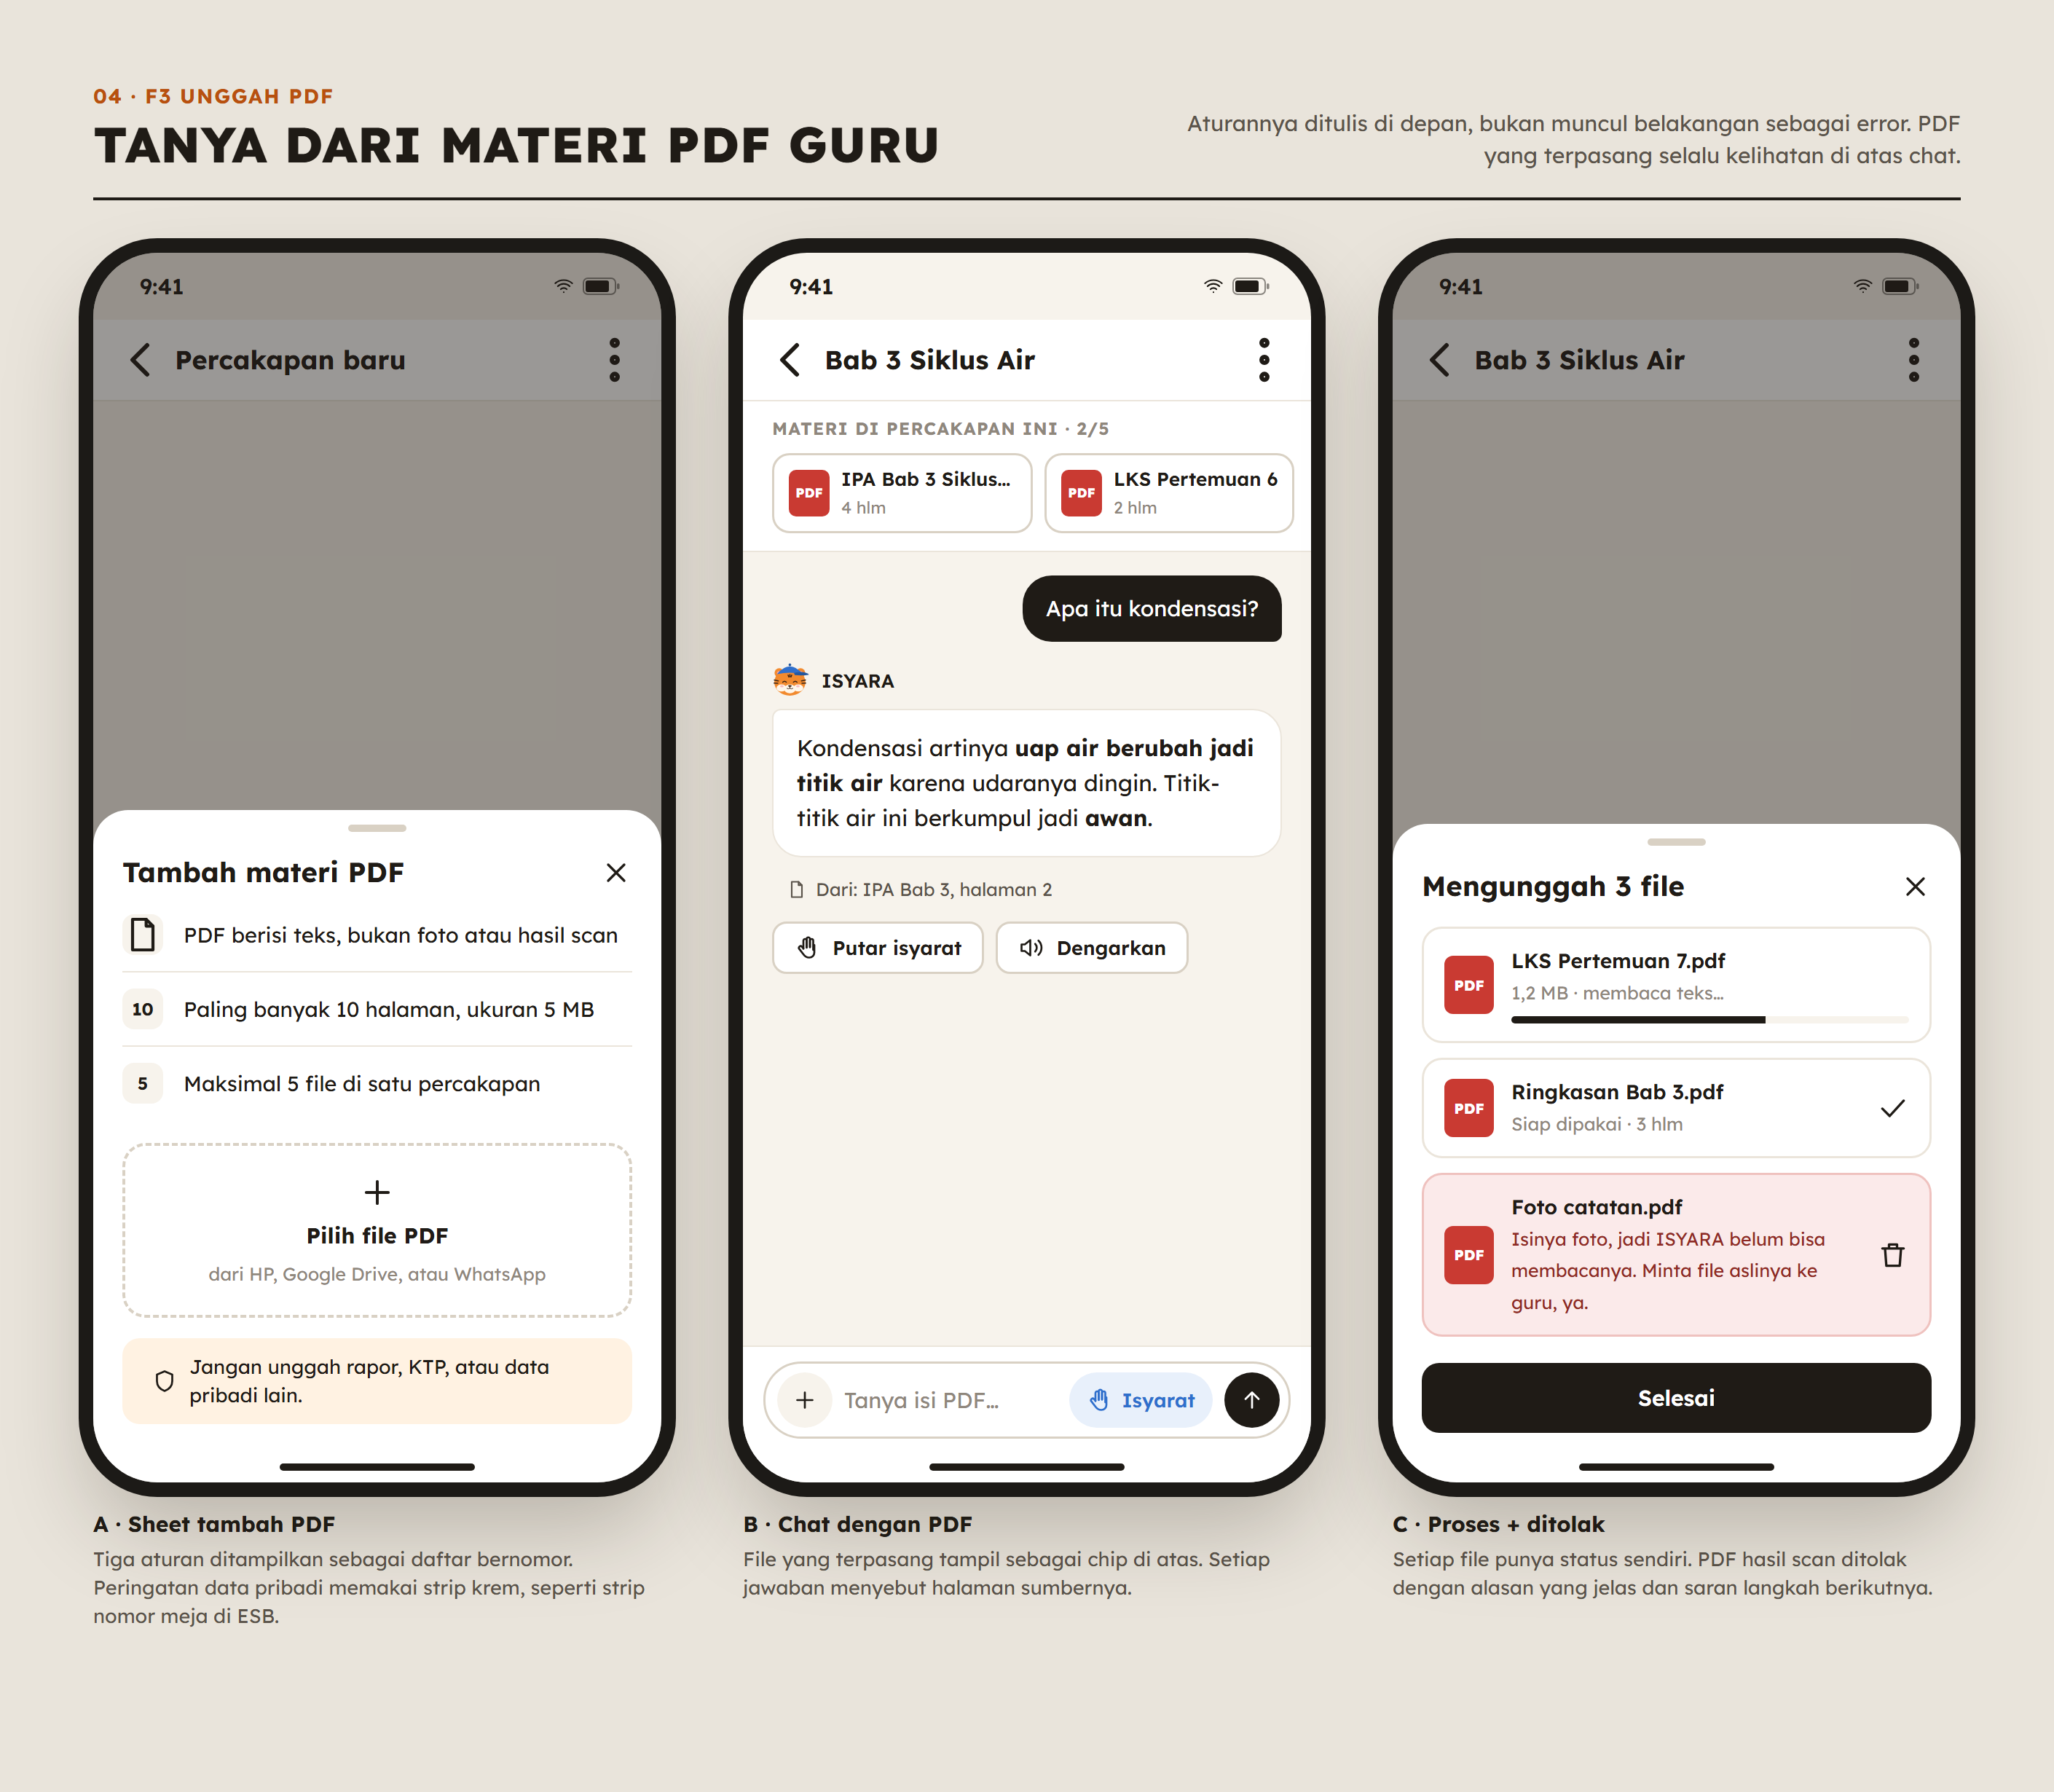 04 · F3 UNGGAH PDF
TANYA DARI MATERI PDF GURU
Aturannya ditulis di depan, bukan muncul belakangan sebagai error. PDF
yang terpasang selalu kelihatan di atas chat.
9:41
Percakapan baru
Tambah materi PDF
PDF berisi teks, bukan foto atau hasil scan
10 Paling banyak 10 halaman, ukuran 5 MB
5 Maksimal 5 file di satu percakapan
Pilih file PDF
dari HP, Google Drive, atau WhatsApp
Jangan unggah rapor, KTP, atau data
pribadi lain.
A · Sheet tambah PDF
Tiga aturan ditampilkan sebagai daftar bernomor.
Peringatan data pribadi memakai strip krem, seperti strip
nomor meja di ESB.
9:41
Bab 3 Siklus Air
MATERI DI PERCAKAPAN INI · 2/5
PDF
IPA Bab 3 Siklus...
4 hlm
PDF
LKS Pertemuan 6
2 hlm
Apa itu kondensasi?
ISYARA
Kondensasi artinya uap air berubah jadi
titik air karena udaranya dingin. Titik-
titik air ini berkumpul jadi awan.
Dari: IPA Bab 3, halaman 2
Putar isyarat
Dengarkan
Tanya isi PDF...
Isyarat
B · Chat dengan PDF
File yang terpasang tampil sebagai chip di atas. Setiap
jawaban menyebut halaman sumbernya.
9:41
Bab 3 Siklus Air
Mengunggah 3 file
PDF
LKS Pertemuan 7.pdf
1,2 MB · membaca teks...
PDF
Ringkasan Bab 3.pdf
Siap dipakai · 3 hlm
PDF
Foto catatan.pdf
Isinya foto, jadi ISYARA belum bisa
membacanya. Minta file aslinya ke
guru, ya.
Selesai
C · Proses + ditolak
Setiap file punya status sendiri. PDF hasil scan ditolak
dengan alasan yang jelas dan saran langkah berikutnya.